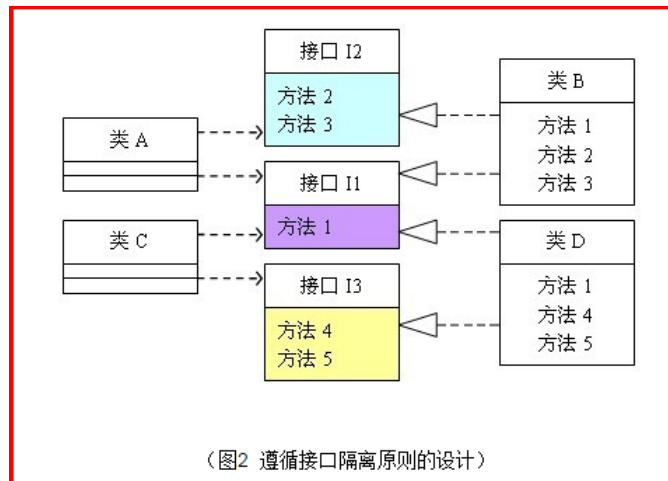 接口 I2
方法 2
方法 3
类 B
方法 1
方法 2
方法 3
类 A
接口 I1
方法 1
类 C
类 D
方法 1
方法 4
方法 5
接口 I3
方法 4
方法 5
（图2 遵循接口隔离原则的设计）